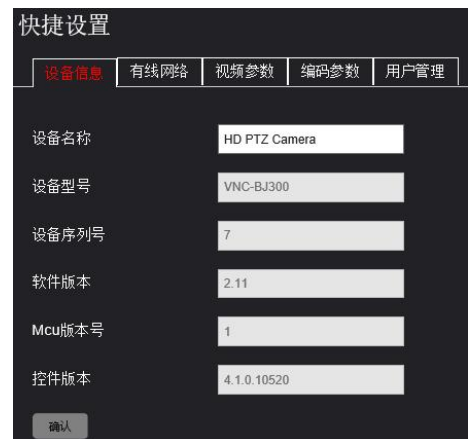 快捷设置
设备信息 有线网络 视频参数 编码参数 用户管理
设备名称 HD PTZ Camera
设备型号 VNC-BJ300
设备序列号 7
软件版本 2.11
Mcu版本号 1
控件版本 4.1.0.10520
确认